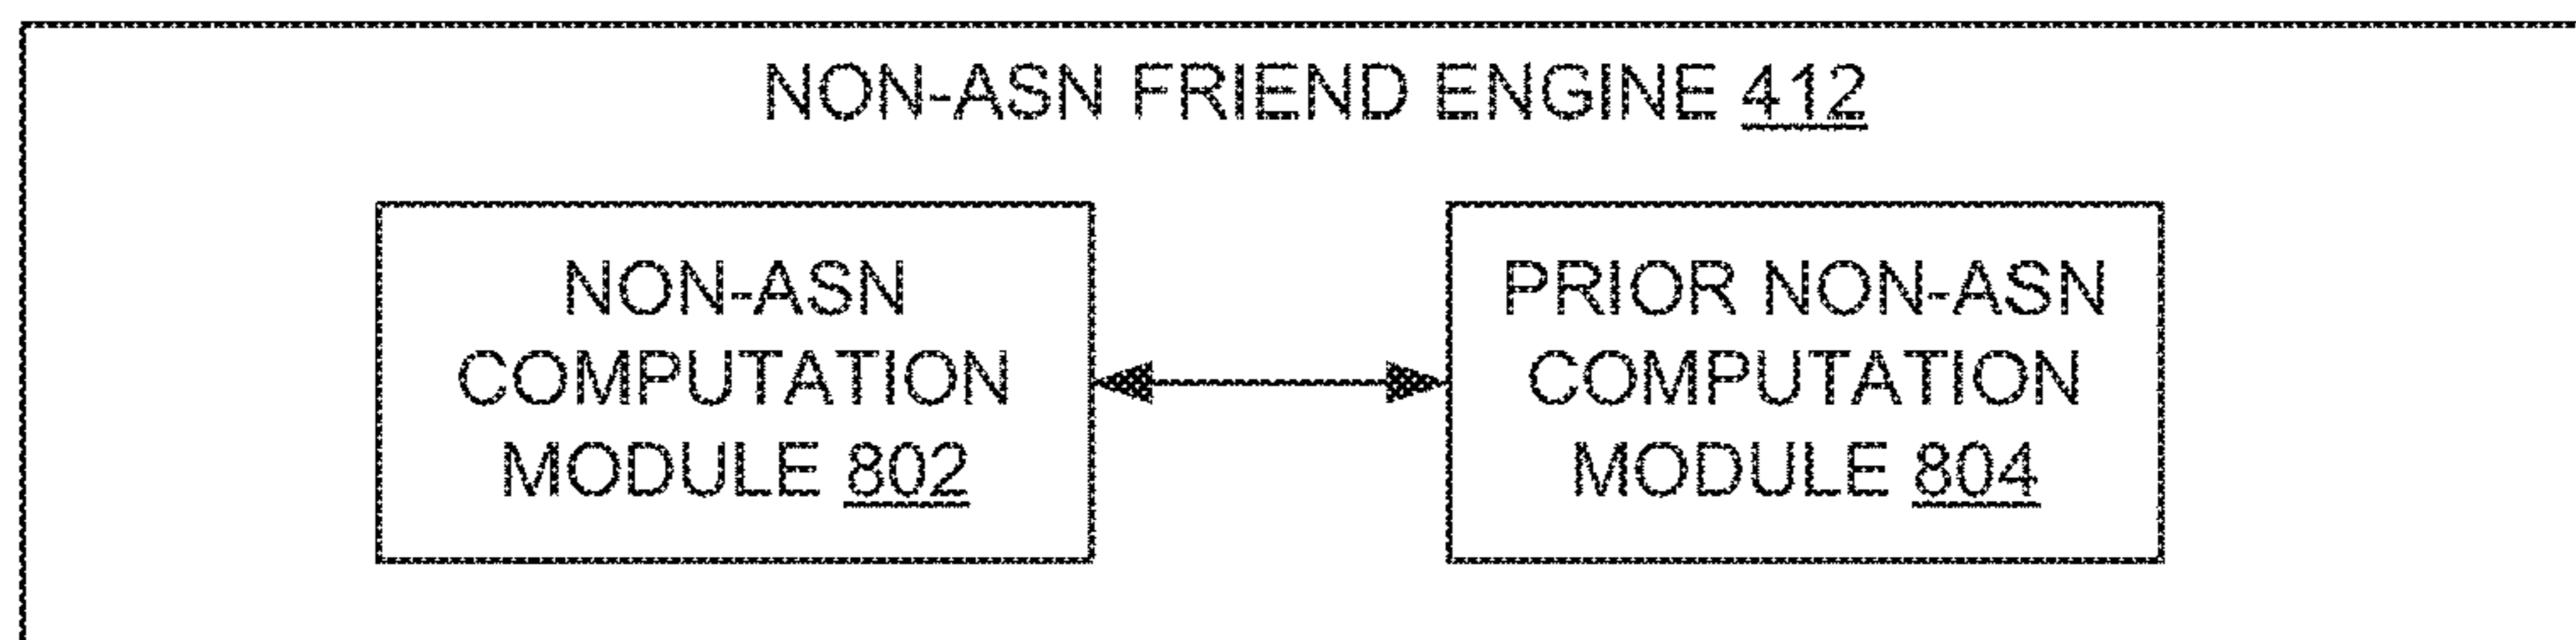 NON-ASN FRIEND ENGINE 412
NON-ASN
COMPUTATION
MODULE 802
PRIOR NON-ASN
COMPUTATION
MODULE 804